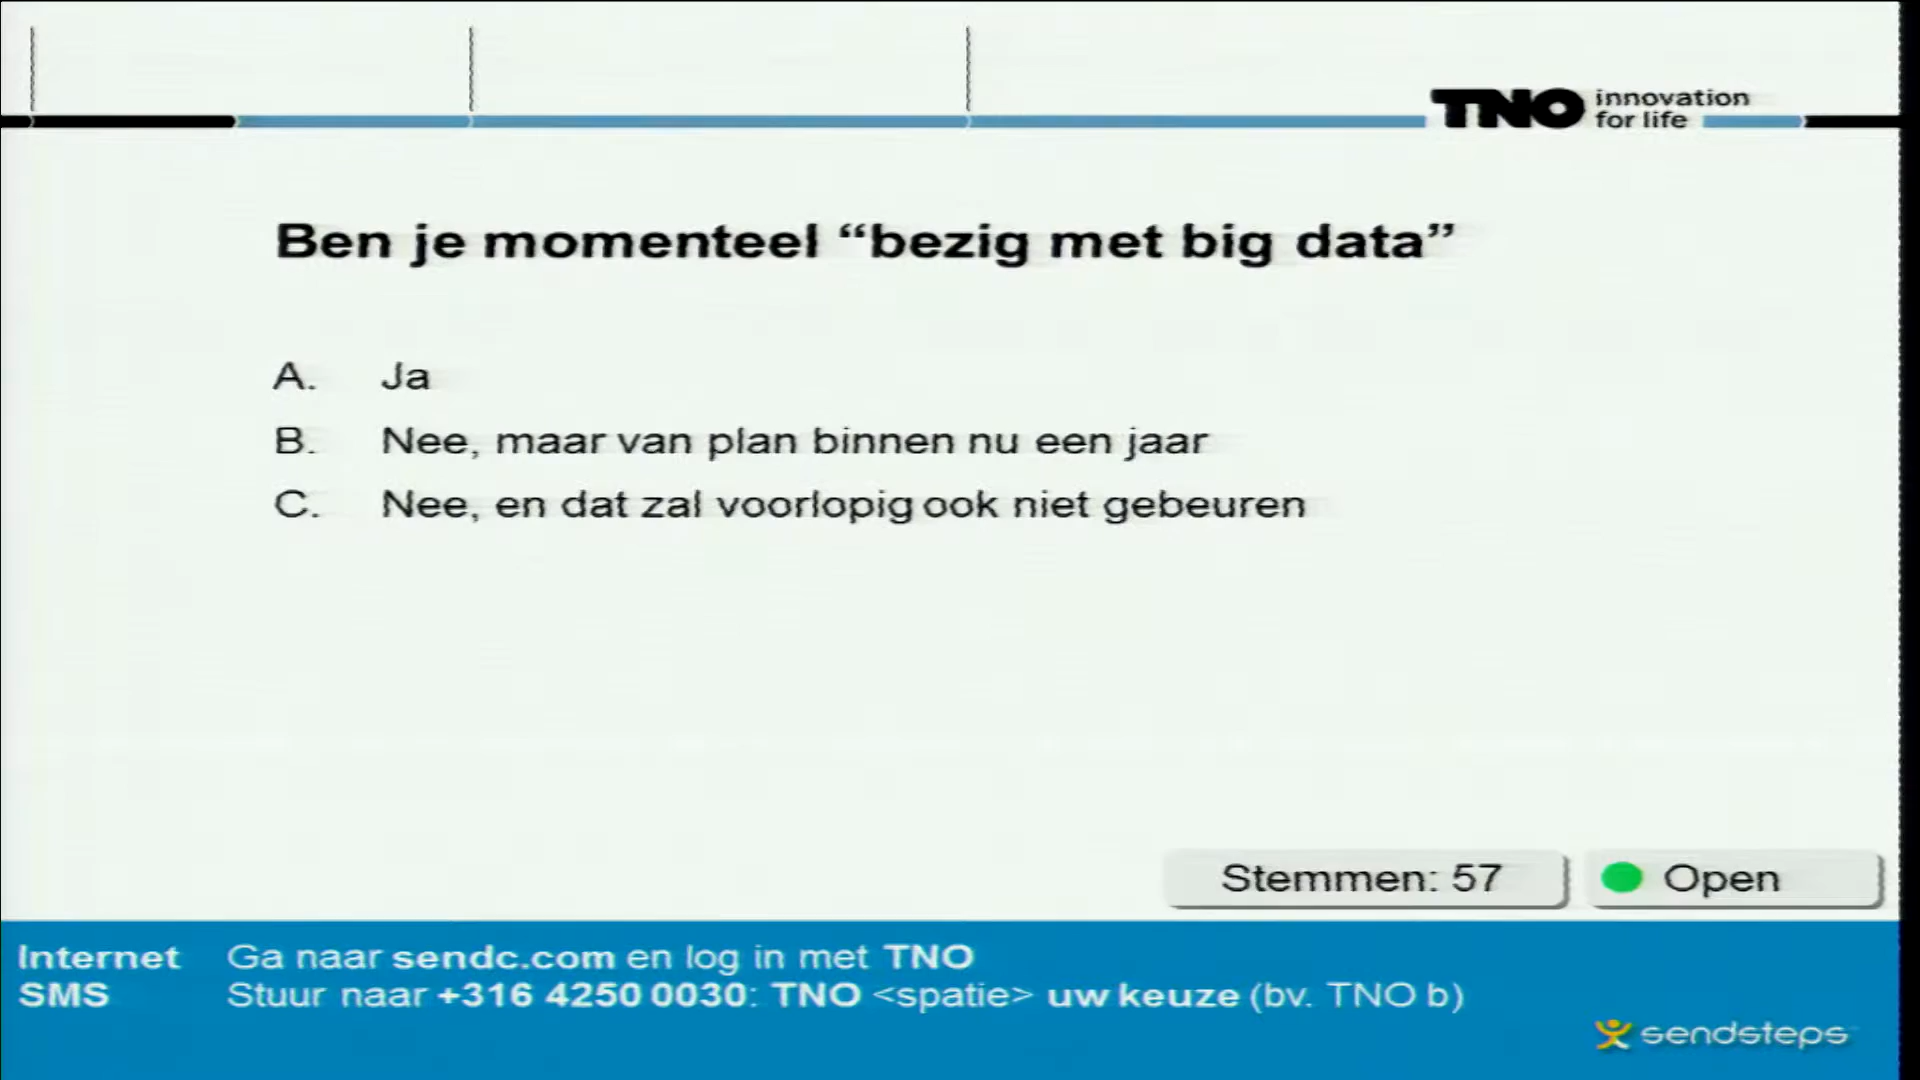 TNO innovation
for life
Ben je momenteel “bezig met big data”
A. Ja
B. Nee, maar van plan binnen nu een jaar
C. Nee, en dat zal voorlopig ook niet gebeuren
Stemmen: 57
Open
Internet Ga naar sendc.com en log in met TNO
SMS Stuur naar +316 4250 0030: TNO <spatie> uw keuze (bv. TNO b)
sendsteps